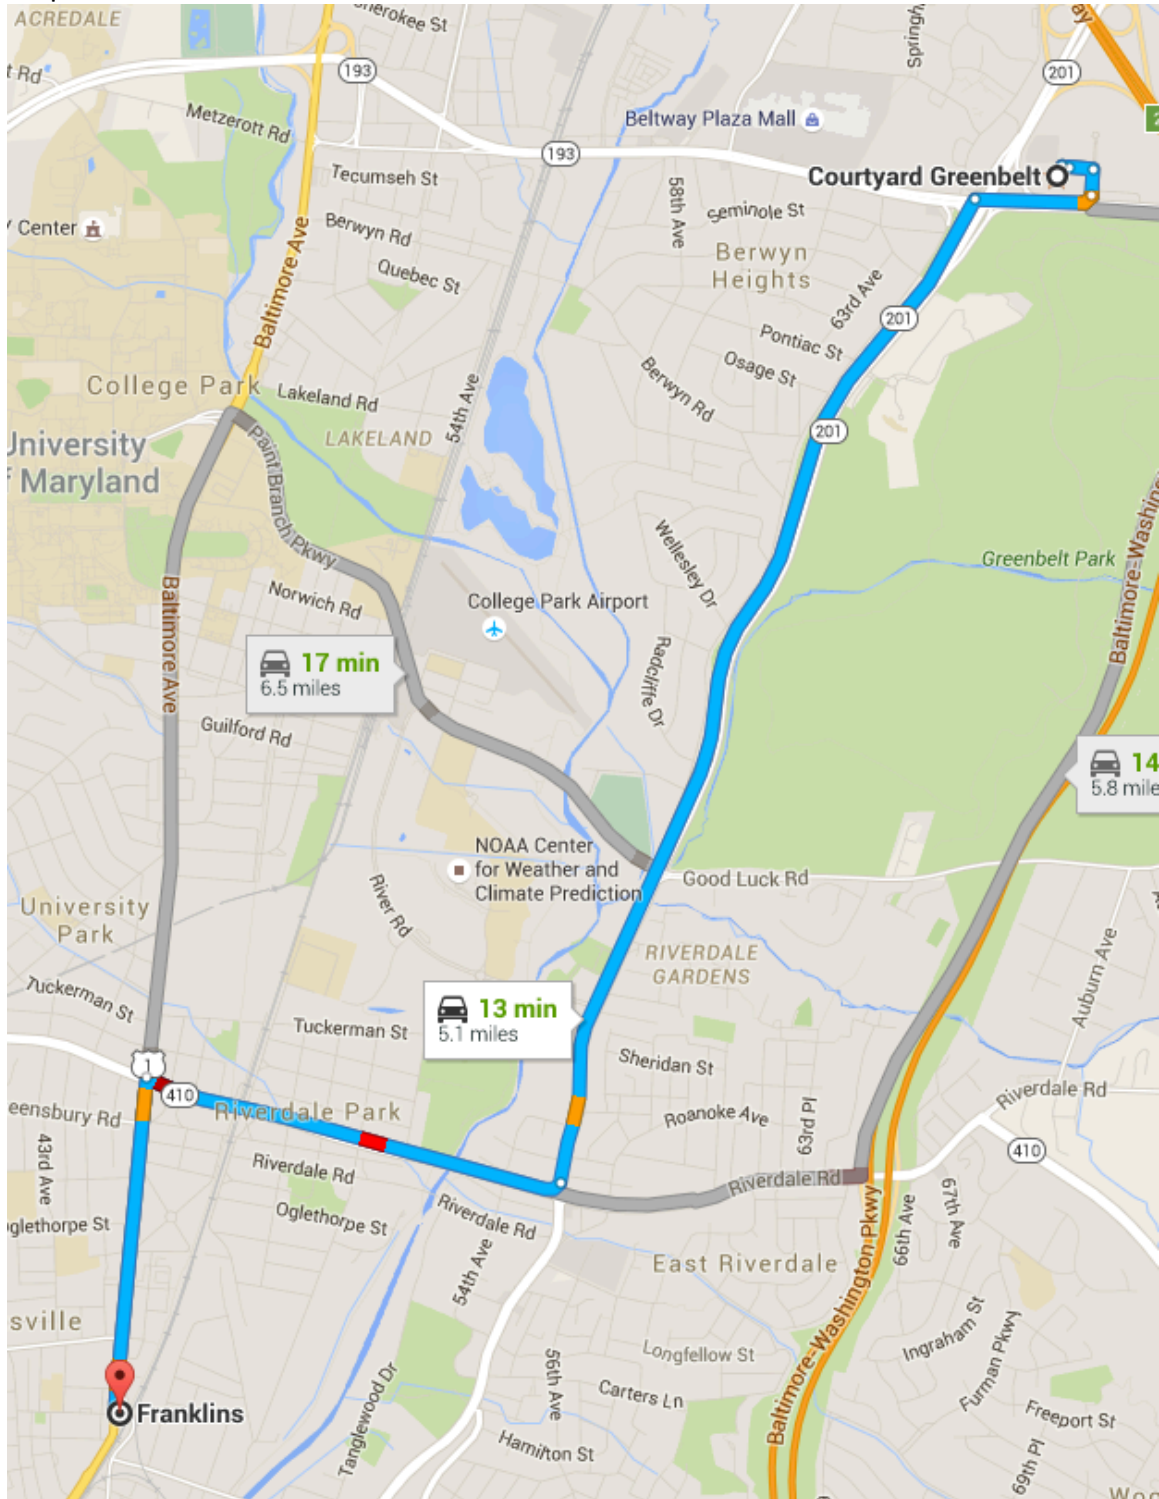 ACREDALE
herokee St
193
201
t Rd
Metzerott Rd
Beltway Plaza Mall
193
Courtyard Greenbelt
Tecumseh St
58th Ave
Seminole St
Berwyn Rd
Center
Baltimore Ave
Quebec St
Berwyn
Heights
63rd Ave
201
Pontiac St
Osage St
Berwyn Rd
College Park
Lakeland Rd
LAKELAND
54th Ave
201
University
f Maryland
Paint Branch Pkwy
Wellesley Dr
Greenbelt Park
Baltimore-Washing
Norwich Rd
College Park Airport
Baltimore Ave
17 min
6.5 miles
Radcliffe Dr
Guilford Rd
14
5.8 mile
NOAA Center
for Weather and
Climate Prediction
Good Luck Rd
River Rd
University
Park
RIVERDALE
GARDENS
Auburn Ave
Tuckerman St
13 min
5.1 miles
Tuckerman St
Sheridan St
1
410
Riverdale Park
Riverdale Rd
eensbury Rd
Roanoke Ave
63rd Pl
410
43rd Ave
Riverdale Rd
Riverdale Rd
Riverdale Rd
66th Ave
67th Ave
glethorpe St
Oglethorpe St
54th Ave
East Riverdale
Baltimore-Washington Pkwy
sville
Longfellow St
Ingraham St
Furman Pkwy
56th Ave
Carters Ln
Tanglewood Dr
Franklins
Freeport St
Hamilton St
69th Pl
Woo